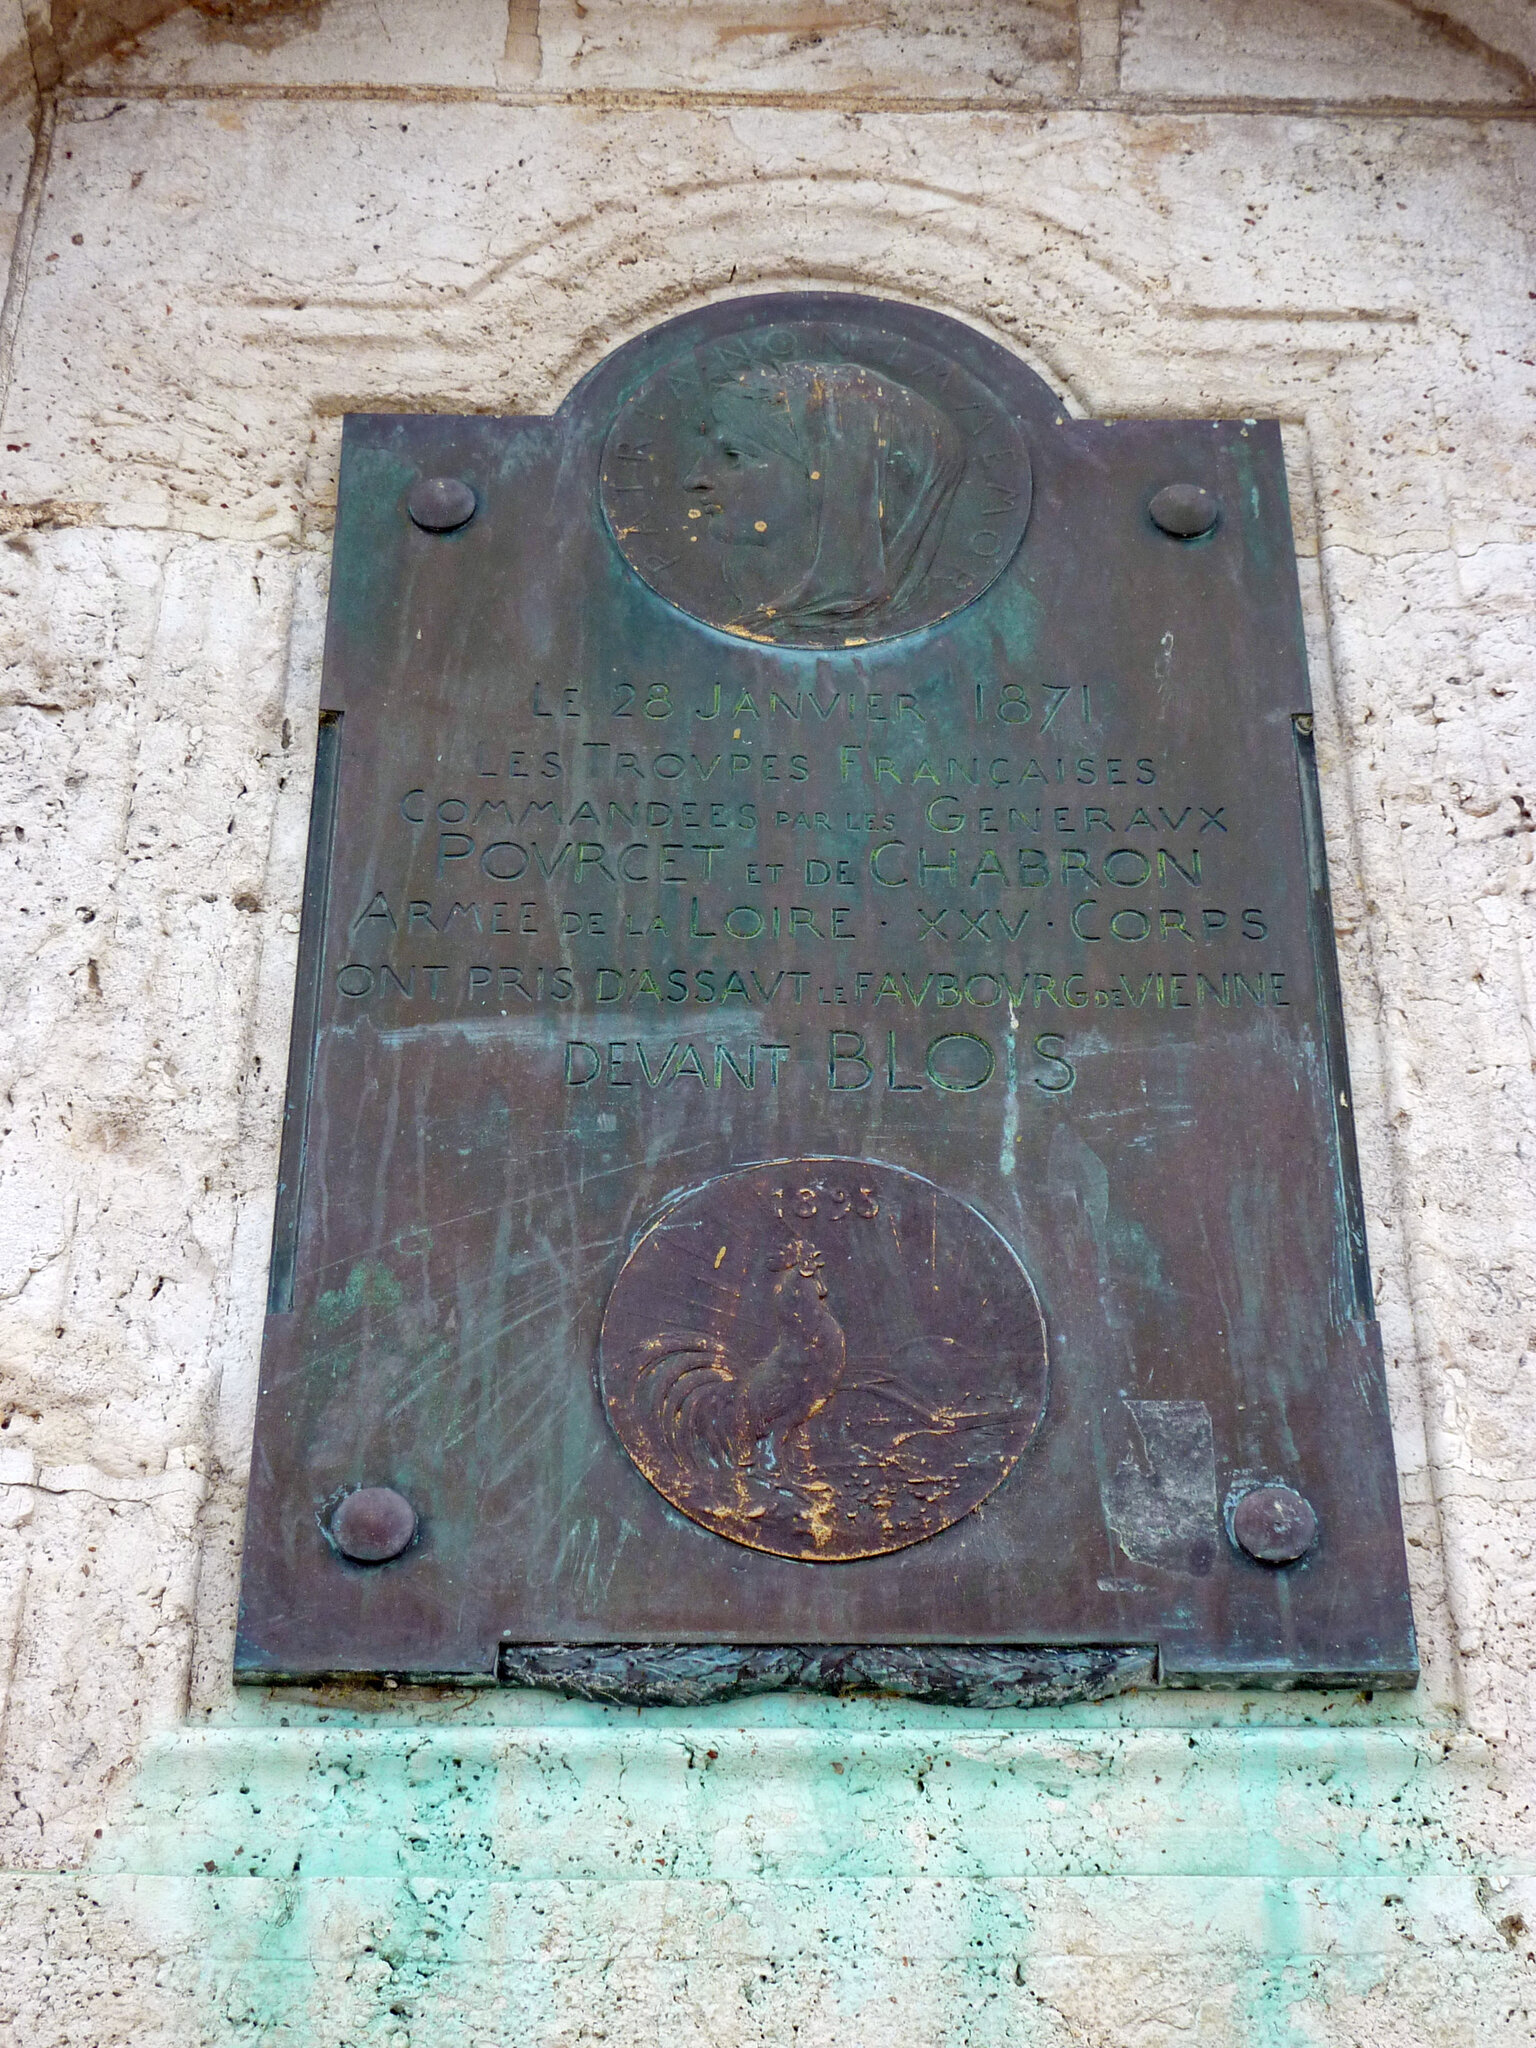 PATRIA NON IMMEMOR
LE 28 JANVIER 1871
LES TROVPES FRANÇAISES
COMMANDEES PAR LES GENERAVX
POVRCET ET DE CHABRON
ARMEE DE LA LOIRE · XXV · CORPS
ONT PRIS D'ASSAVT LE FAVBOVRG DE VIENNE
DEVANT BLOIS
1895